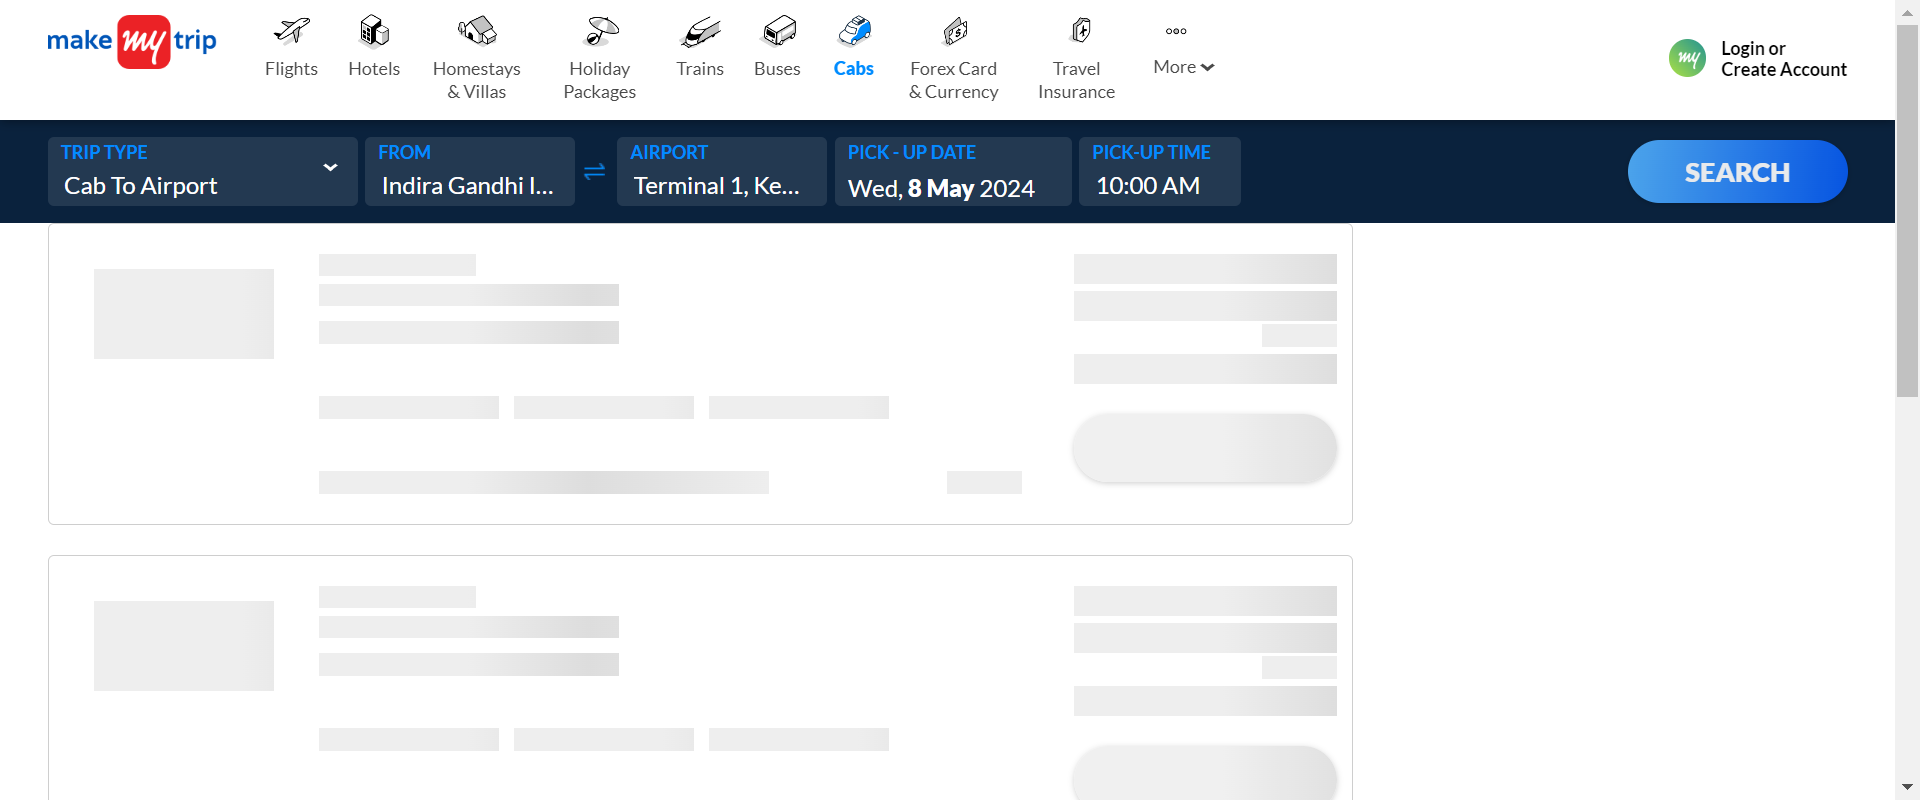 make my trip
Flights
Hotels
Homestays
& Villas
Holiday
Packages
Trains
Buses
Cabs
Forex Card
& Currency
Travel
Insurance
More
my
Login or
Create Account
TRIP TYPE
Cab To Airport
FROM
Indira Gandhi I...
AIRPORT
Terminal 1, Ke...
PICK - UP DATE
Wed, 8 May 2024
PICK-UP TIME
10:00 AM
SEARCH